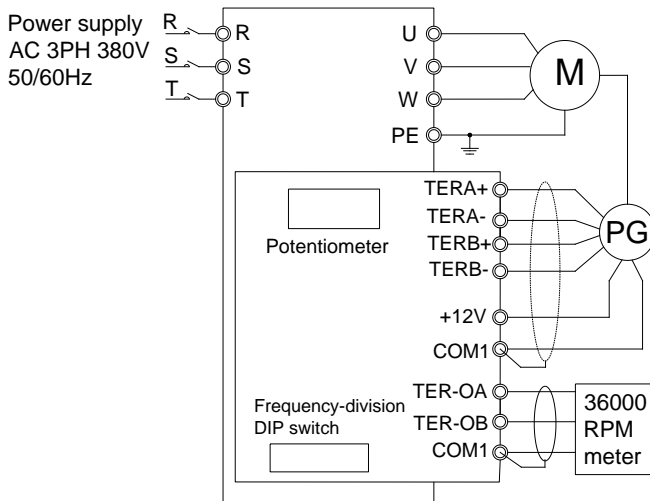 Power supply
AC 3PH 380V
50/60Hz
R
S
T
R
S
T
U
V
W
PE
M
TERA+
TERA-
TERB+
TERB-
+12V
COM1
PG
Potentiometer
Frequency-division
DIP switch
TER-OA
TER-OB
COM1
36000
RPM
meter